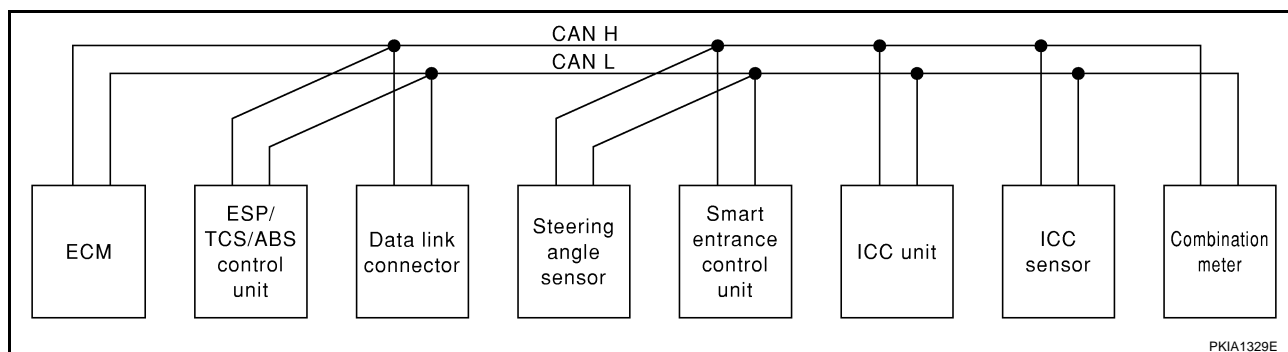 CAN H
CAN L
ECM
ESP/
TCS/ABS
control
unit
Data link
connector
Steering
angle
sensor
Smart
entrance
control
unit
ICC unit
ICC
sensor
Combination
meter
PKIA1329E